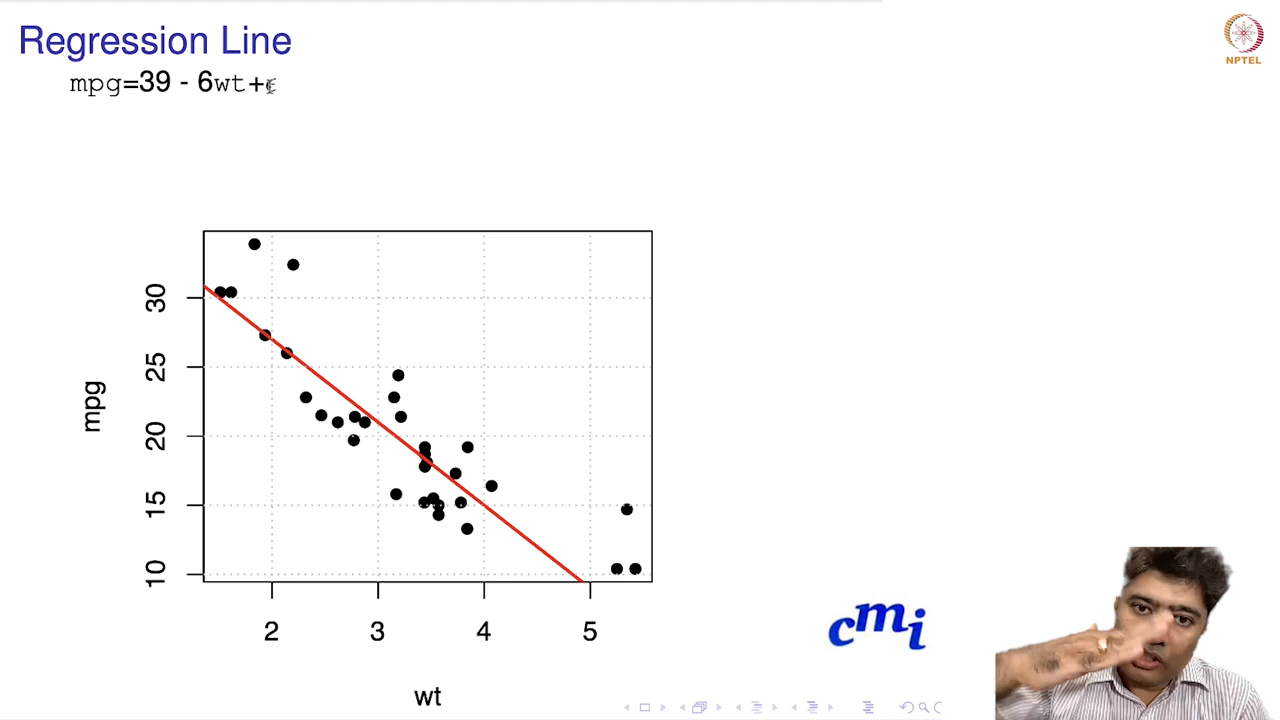 Regression Line
mpg=39 - 6wt+ϵ
NPTEL
30
25
20
15
10
mpg
2 3 4 5
wt
cmi